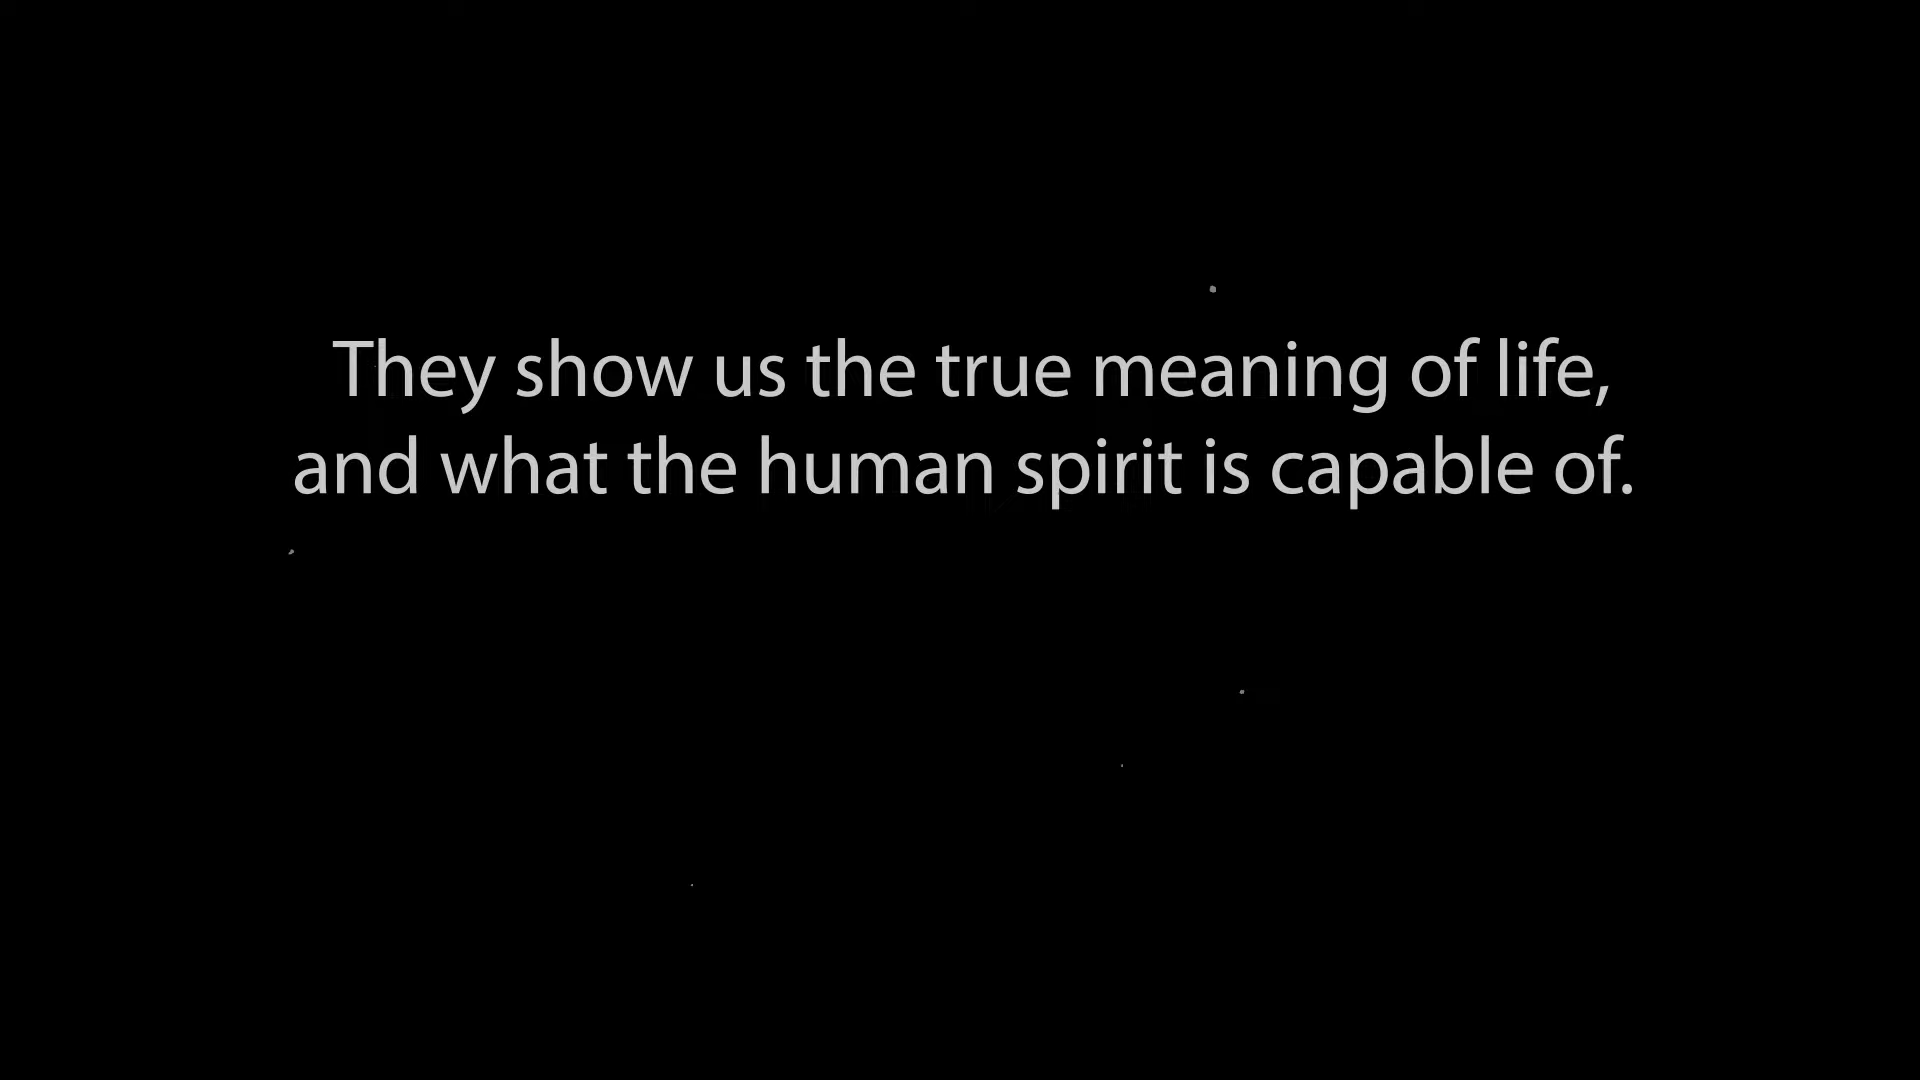 They show us the true meaning of life,
and what the human spirit is capable of.